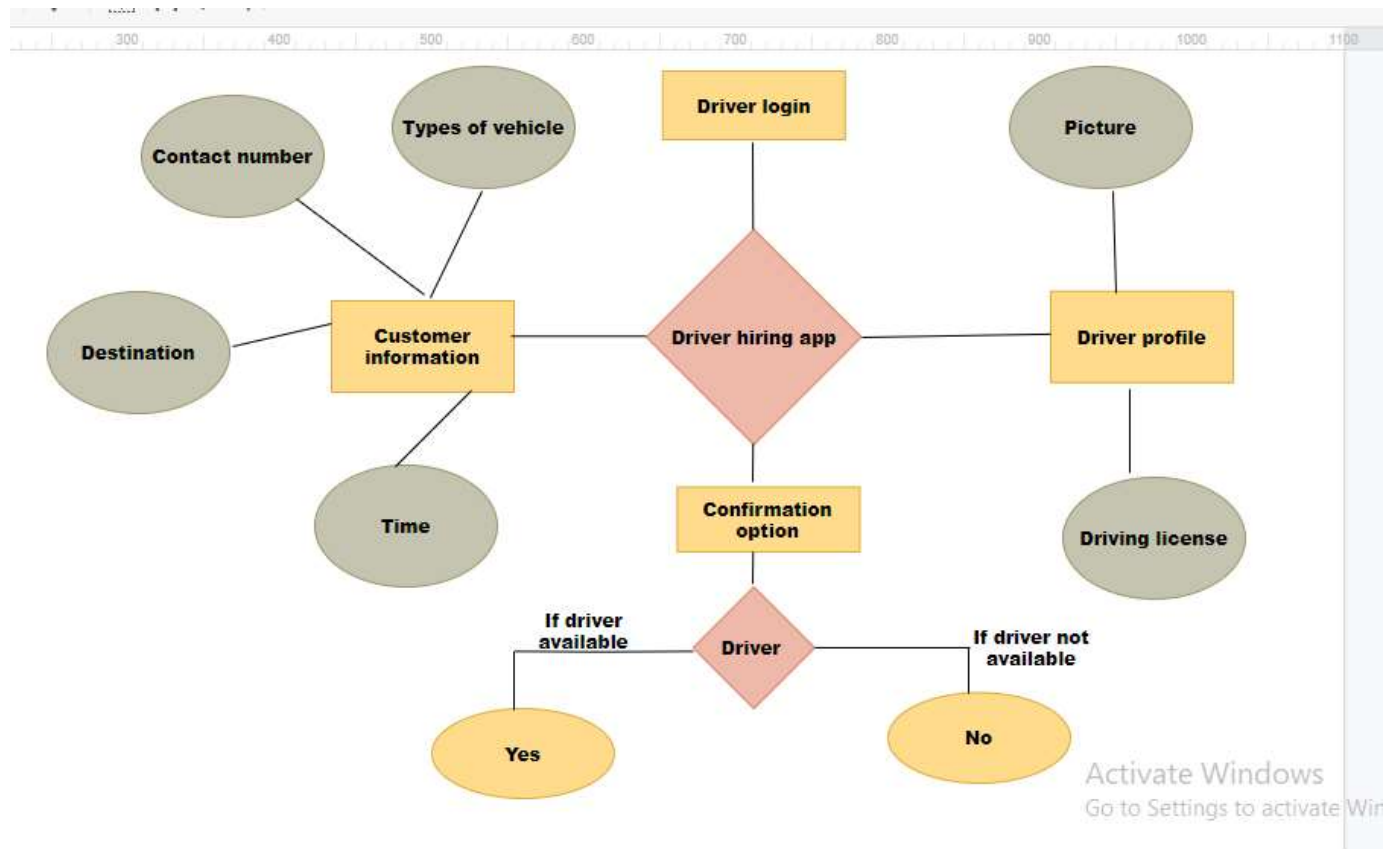 300 400 500 600 700 800 900 1000 1100
Driver login
Types of vehicle
Picture
Contact number
Destination
Customer
information
Driver hiring app
Driver profile
Time
Confirmation
option
Driving license
If driver
available
Driver
If driver not
available
Yes
No
Activate Windows
Go to Settings to activate Win